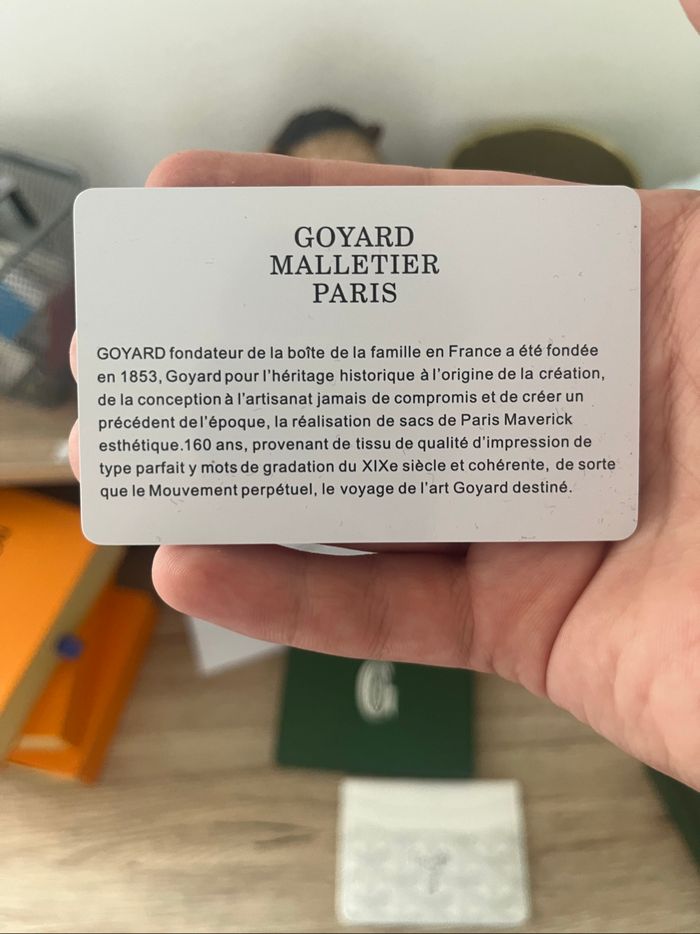 GOYARD
MALLETIER
PARIS
GOYARD fondateur de la boîte de la famille en France a été fondée
en 1853, Goyard pour l'héritage historique à l'origine de la création,
de la conception à l'artisanat jamais de compromis et de créer un
précédent de l'époque, la réalisation de sacs de Paris Maverick
esthétique.160 ans, provenant de tissu de qualité d'impression de
type parfait y mots de gradation du XIXe siècle et cohérente, de sorte
que le Mouvement perpétuel, le voyage de l'art Goyard destiné.
G